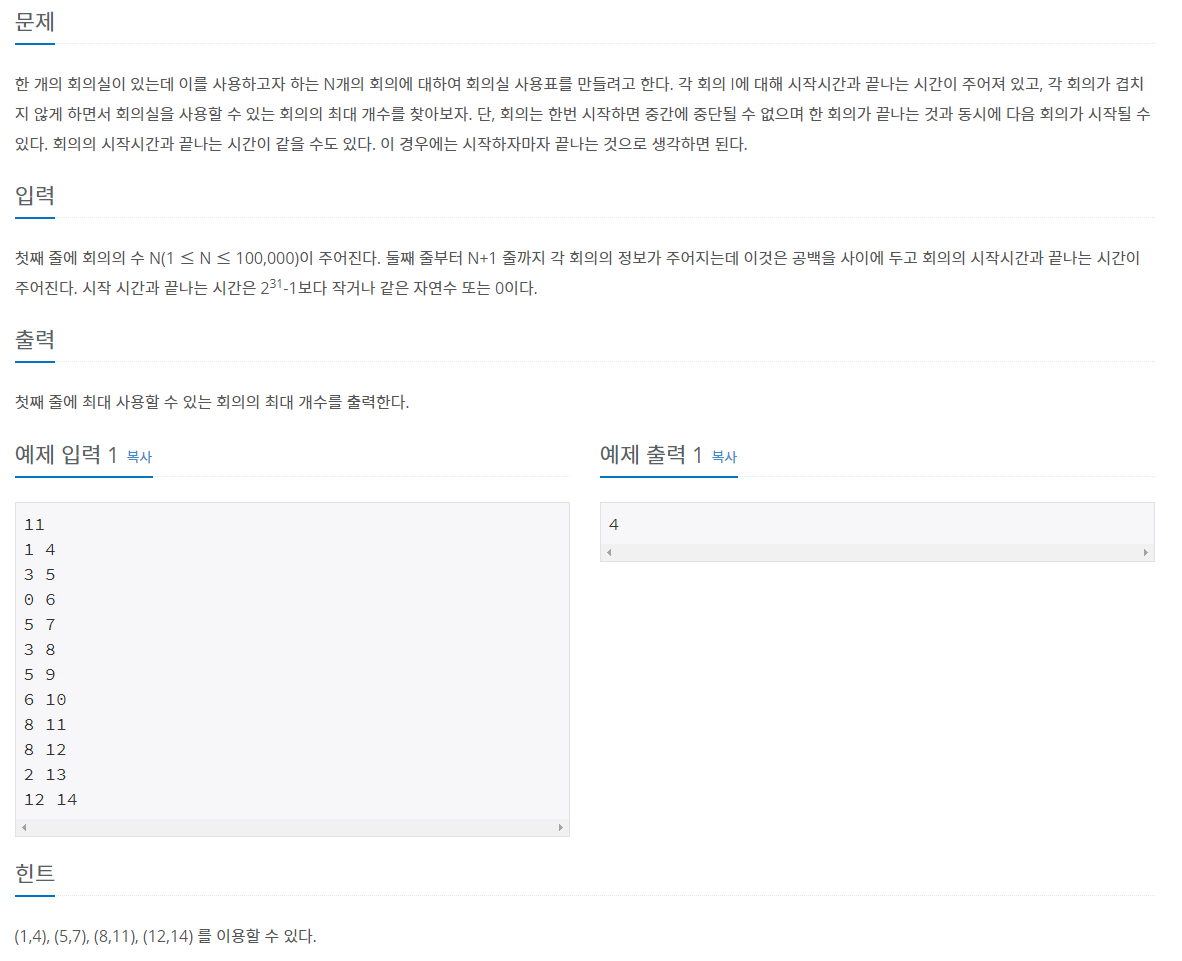 문제
한 개의 회의실이 있는데 이를 사용하고자 하는 N개의 회의에 대하여 회의실 사용표를 만들려고 한다. 각 회의 I에 대해 시작시간과 끝나는 시간이 주어져 있고, 각 회의가 겹치
지 않게 하면서 회의실을 사용할 수 있는 회의의 최대 개수를 찾아보자. 단, 회의는 한번 시작하면 중간에 중단될 수 없으며 한 회의가 끝나는 것과 동시에 다음 회의가 시작될 수
있다. 회의의 시작시간과 끝나는 시간이 같을 수도 있다. 이 경우에는 시작하자마자 끝나는 것으로 생각하면 된다.
입력
첫째 줄에 회의의 수 N(1 ≤ N ≤ 100,000)이 주어진다. 둘째 줄부터 N+1 줄까지 각 회의의 정보가 주어지는데 이것은 공백을 사이에 두고 회의의 시작시간과 끝나는 시간이
주어진다. 시작 시간과 끝나는 시간은 2³¹-1보다 작거나 같은 자연수 또는 0이다.
출력
첫째 줄에 최대 사용할 수 있는 회의의 최대 개수를 출력한다.
예제 입력 1 복사
11
1 4
3 5
0 6
5 7
3 8
5 9
6 10
8 11
8 12
2 13
12 14
예제 출력 1 복사
4
힌트
(1,4), (5,7), (8,11), (12,14) 를 이용할 수 있다.